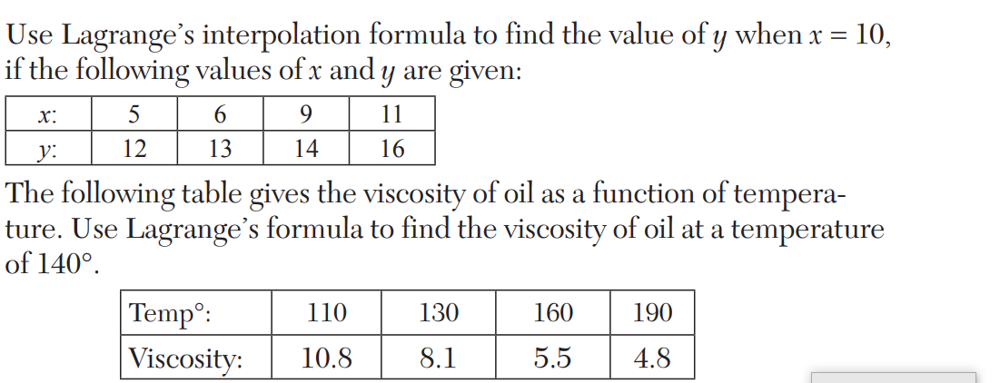 Use Lagrange's interpolation formula to find the value of y when x = 10,
if the following values of x and y are given:
x: 5 6 9 11
y: 12 13 14 16
The following table gives the viscosity of oil as a function of tempera-
ture. Use Lagrange's formula to find the viscosity of oil at a temperature
of 140°.
Temp°: 110 130 160 190
Viscosity: 10.8 8.1 5.5 4.8